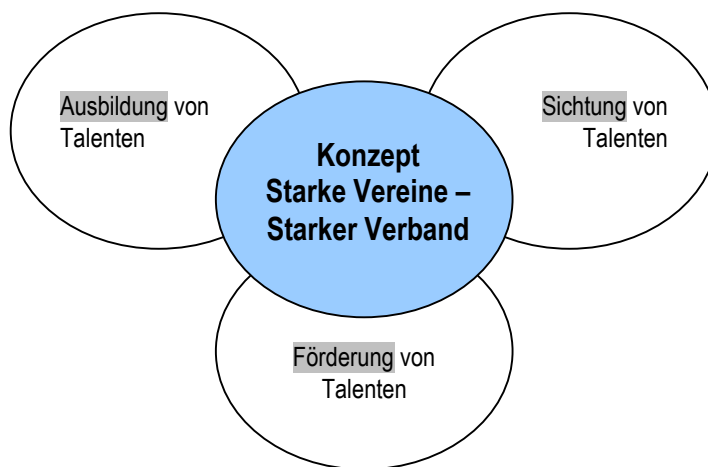 Ausbildung von
Talenten
Sichtung von
Talenten
Konzept
Starke Vereine –
Starker Verband
Förderung von
Talenten